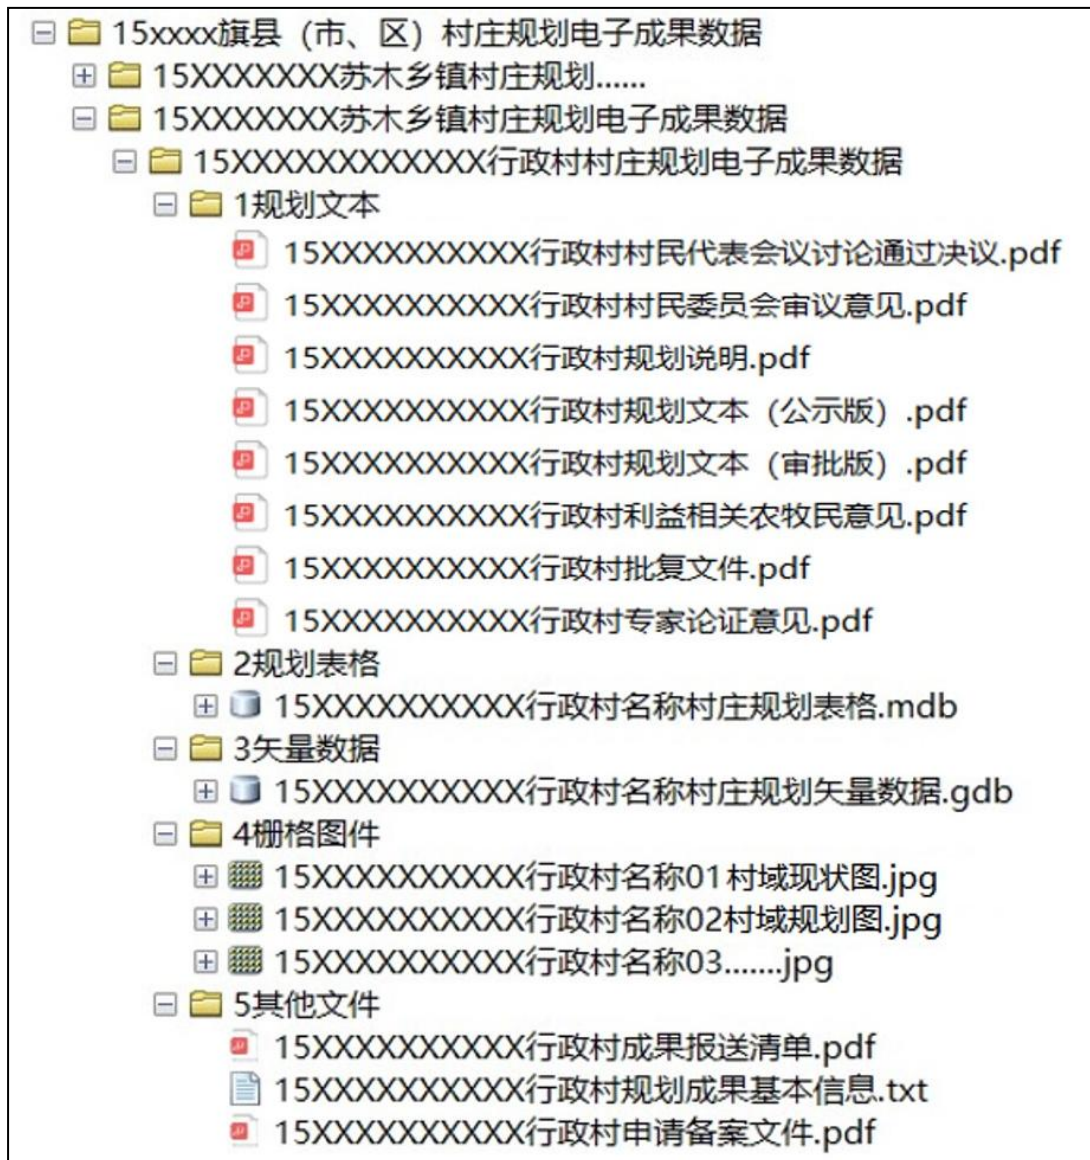 15xxxx旗县（市、区）村庄规划电子成果数据
15XXXXXXX苏木乡镇村庄规划......
15XXXXXXX苏木乡镇村庄规划电子成果数据
15XXXXXXXXXXXX行政村村庄规划电子成果数据
1规划文本
15XXXXXXXXXX行政村村民代表会议讨论通过决议.pdf
15XXXXXXXXXX行政村村民委员会审议意见.pdf
15XXXXXXXXXX行政村规划说明.pdf
15XXXXXXXXXX行政村规划文本（公示版）.pdf
15XXXXXXXXXX行政村规划文本（审批版）.pdf
15XXXXXXXXXX行政村利益相关农牧民意见.pdf
15XXXXXXXXXX行政村批复文件.pdf
15XXXXXXXXXX行政村专家论证意见.pdf
2规划表格
15XXXXXXXXXX行政村名称村庄规划表格.mdb
3矢量数据
15XXXXXXXXXX行政村名称村庄规划矢量数据.gdb
4栅格图件
15XXXXXXXXXX行政村名称01村域现状图.jpg
15XXXXXXXXXX行政村名称02村域规划图.jpg
15XXXXXXXXXX行政村名称03.......jpg
5其他文件
15XXXXXXXXXX行政村成果报送清单.pdf
15XXXXXXXXXX行政村规划成果基本信息.txt
15XXXXXXXXXX行政村申请备案文件.pdf